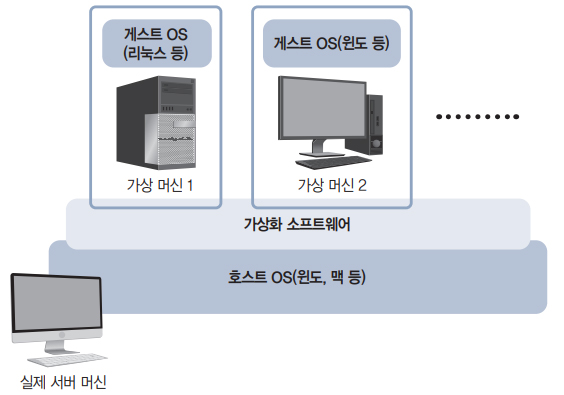 게스트 OS
(리눅스 등)
게스트 OS(윈도 등)
가상 머신 1
가상 머신 2
가상화 소프트웨어
호스트 OS(윈도, 맥 등)
실제 서버 머신